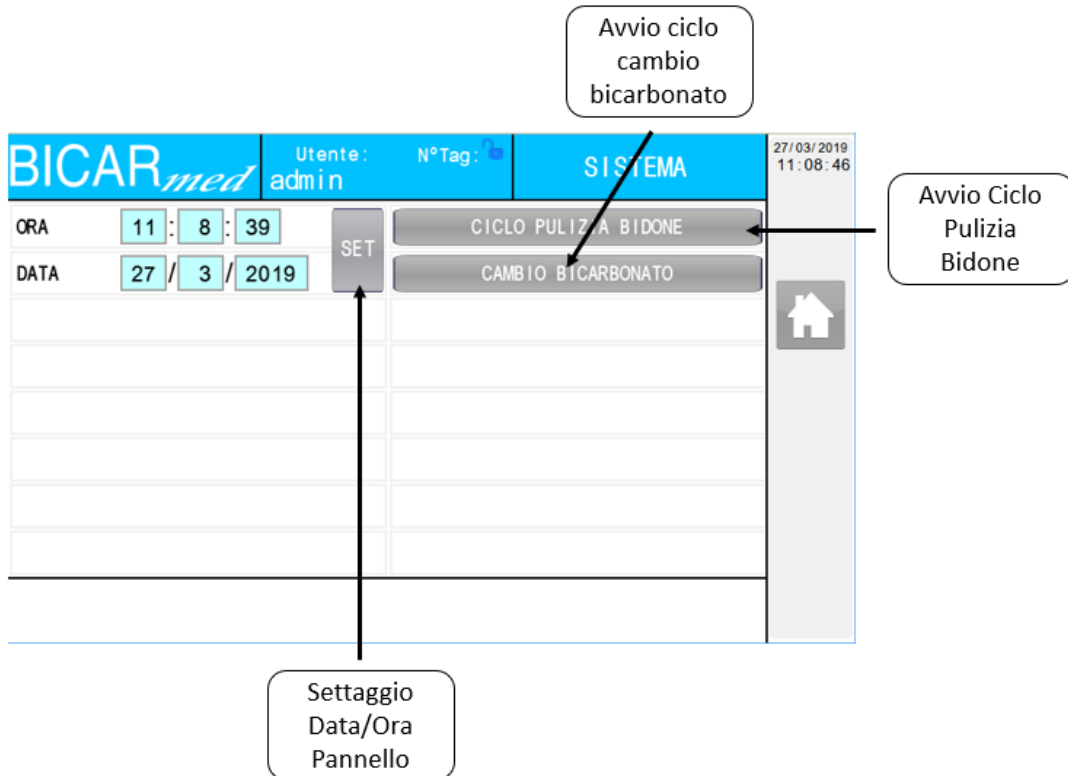 Avvio ciclo
cambio
bicarbonato
BICARmed
Utente:
admin
N°Tag:
SISTEMA
27/03/2019
11:08:46
ORA 11 : 8 : 39
SET
CICLO PULIZIA BIDONE
DATA 27 / 3 / 2019
CAMBIO BICARBONATO
Avvio Ciclo
Pulizia
Bidone
Settaggio
Data/Ora
Pannello